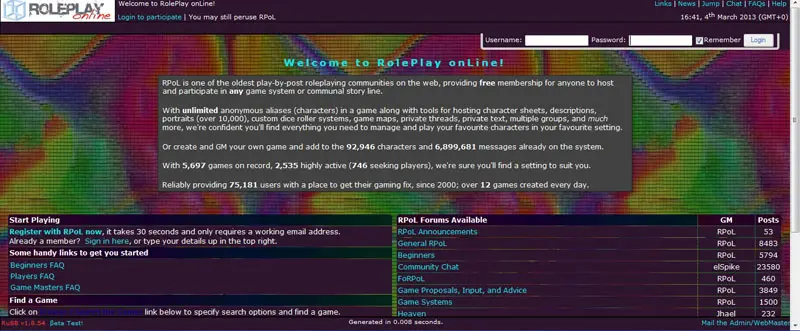 ROLEPLAY
online
Welcome to RolePlay onLine!
Login to participate | You may still peruse RPoL
Links | News | Jump | Chat | FAQs | Help
16:41, 4th March 2013 (GMT+0)
Username: Password: Remember Login
Welcome to RolePlay onLine!
RPoL is one of the oldest play-by-post roleplaying communities on the web, providing free membership for anyone to host
and participate in any game system or communal story line.
With unlimited anonymous aliases (characters) in a game along with tools for hosting character sheets, descriptions,
portraits (over 10,000), custom dice roller systems, game maps, private threads, private text, multiple groups, and much
more, we're confident you'll find everything you need to manage and play your favourite characters in your favourite setting.
Or create and GM your own game and add to the 92,946 characters and 6,899,681 messages already on the system.
With 5,697 games on record, 2,535 highly active (746 seeking players), we're sure you'll find a setting to suit you.
Reliably providing 75,181 users with a place to get their gaming fix, since 2000; over 12 games created every day.
Start Playing
Register with RPoL now, it takes 30 seconds and only requires a working email address.
Already a member? Sign in here, or type your details up in the top right.
Some handy links to get you started
Beginners FAQ
Players FAQ
Game Masters FAQ
Find a Game
Click on link below to specify search options and find a game.
RPoL Forums Available GM Posts
RPoL Announcements RPoL 53
General RPoL RPoL 8483
Beginners RPoL 5794
Community Chat elSpike 23580
FoRPoL RPoL 460
Game Proposals, Input, and Advice RPoL 3849
Game Systems RPoL 1500
Heaven Jhael 232
RuBB v1.0.54 βeta Test!
Generated in 0.008 seconds.
Mail the Admin/WebMaster